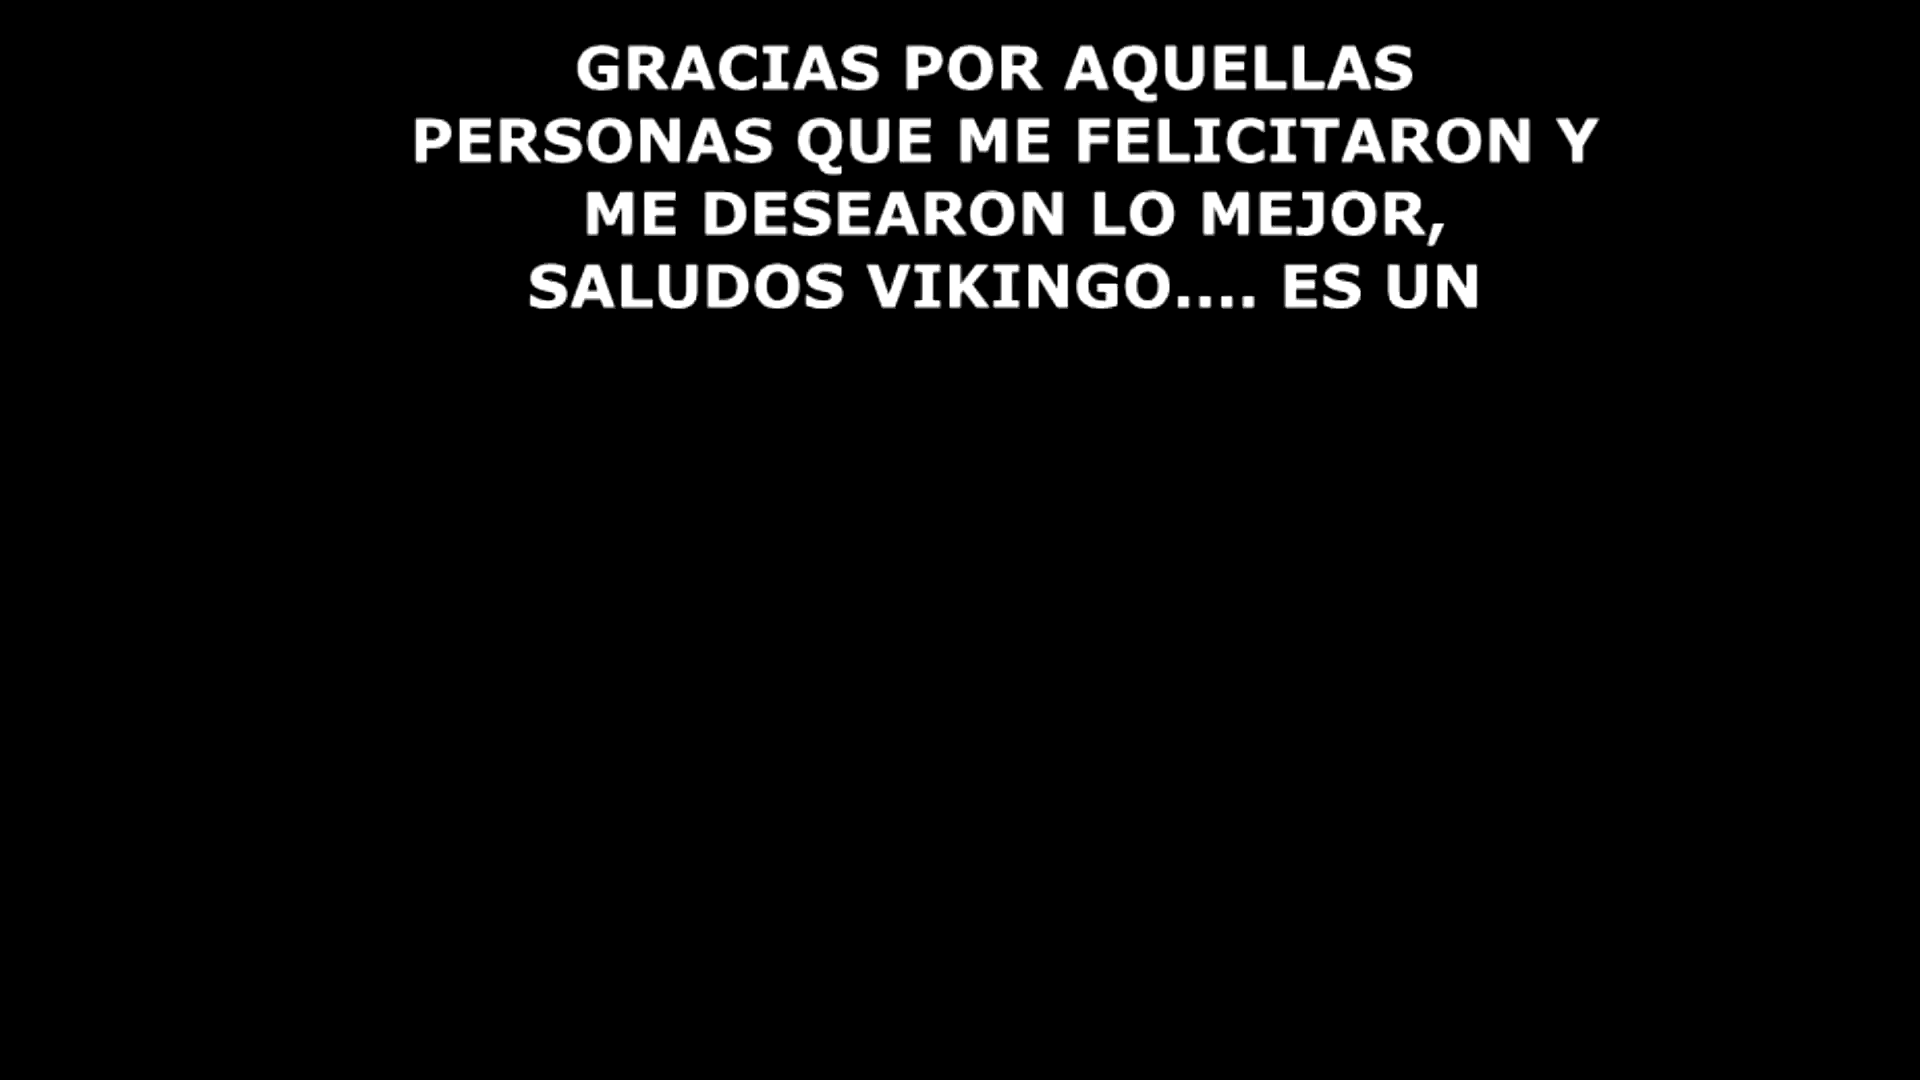 GRACIAS POR AQUELLAS
PERSONAS QUE ME FELICITARON Y
ME DESEARON LO MEJOR,
SALUDOS VIKINGO.... ES UN